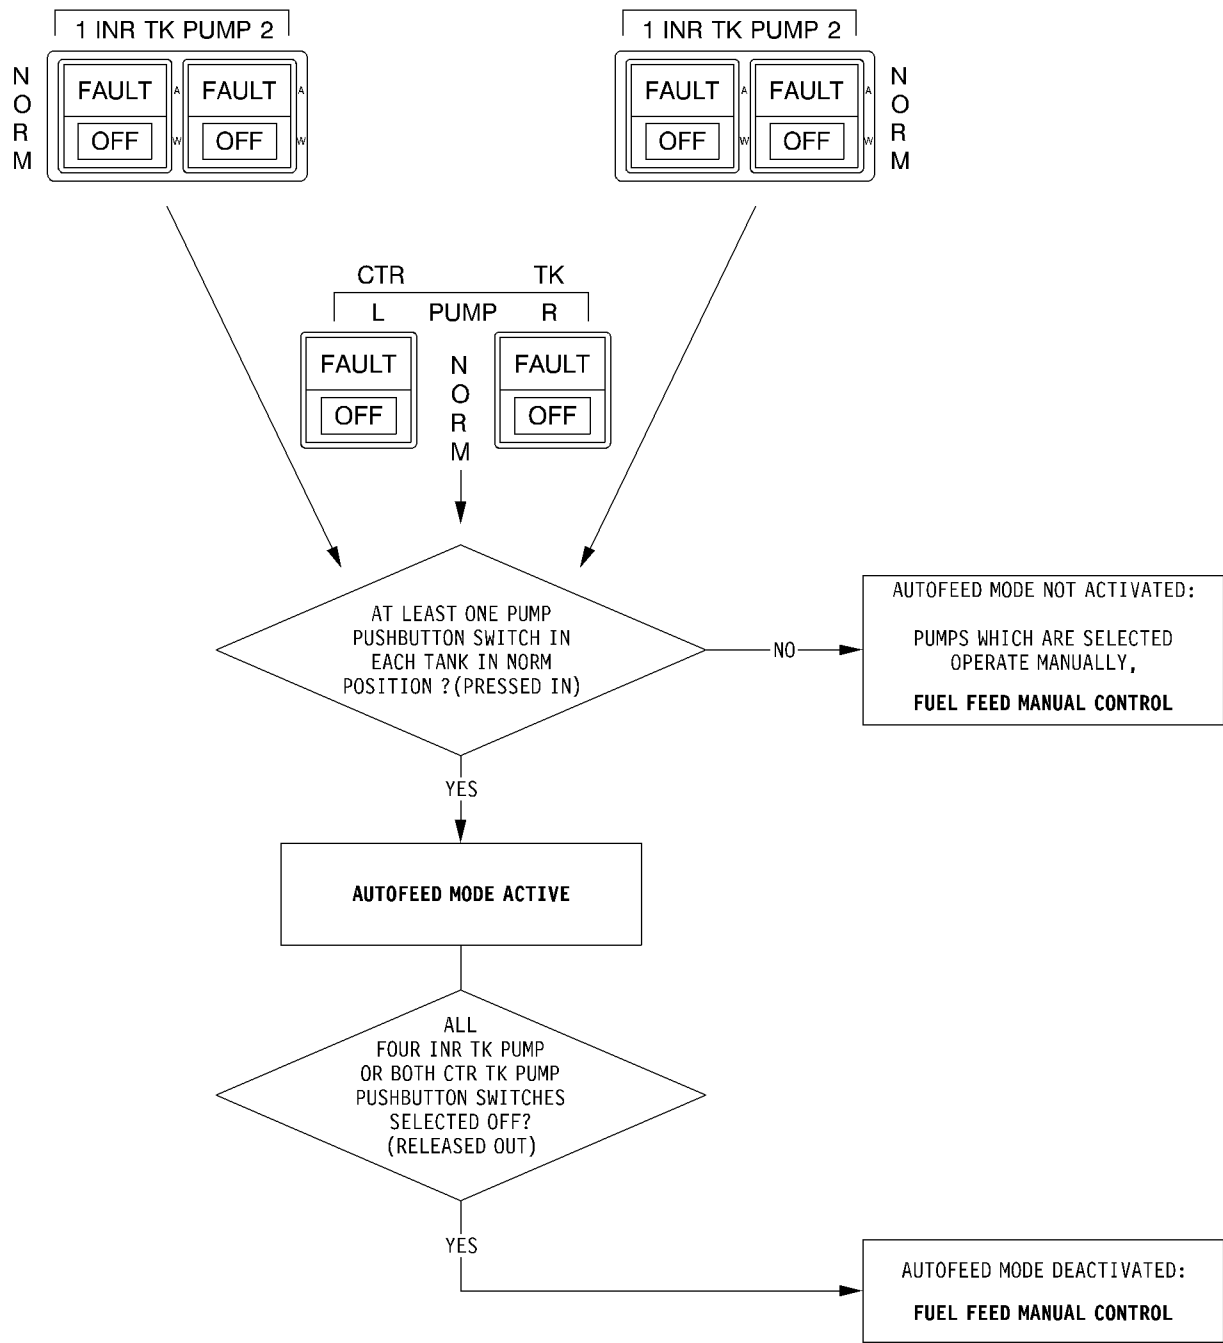 1 INR TK PUMP 2
NORM
FAULT A FAULT A
OFF W OFF W
1 INR TK PUMP 2
FAULT A FAULT A
OFF W OFF W
NORM
CTR TK
L PUMP R
FAULT FAULT
OFF OFF
NORM
AT LEAST ONE PUMP
PUSHBUTTON SWITCH IN
EACH TANK IN NORM
POSITION ? (PRESSED IN)
NO
AUTOFEED MODE NOT ACTIVATED:
PUMPS WHICH ARE SELECTED
OPERATE MANUALLY,
FUEL FEED MANUAL CONTROL
YES
AUTOFEED MODE ACTIVE
ALL
FOUR INR TK PUMP
OR BOTH CTR TK PUMP
PUSHBUTTON SWITCHES
SELECTED OFF?
(RELEASED OUT)
YES
AUTOFEED MODE DEACTIVATED:
FUEL FEED MANUAL CONTROL